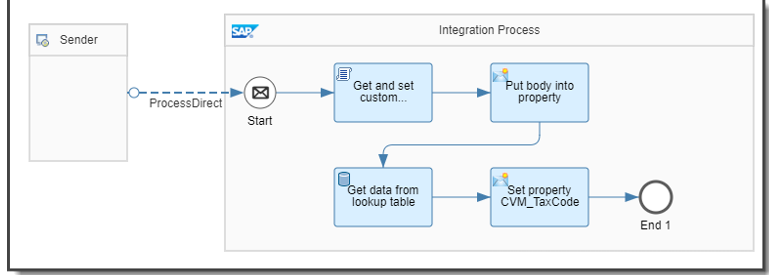 Sender
SAP
Integration Process
ProcessDirect
Start
Get and set
custom...
Put body into
property
Get data from
lookup table
Set property
CVM_TaxCode
End 1